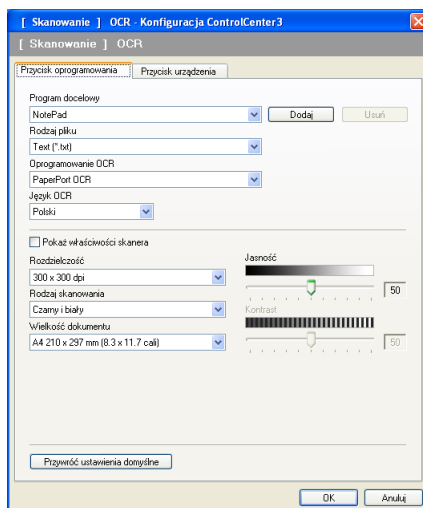 [ Skanowanie ] OCR - Konfiguracja ControlCenter3
[ Skanowanie ] OCR
Przycisk oprogramowania Przycisk urządzenia
Program docelowy
NotePad Dodaj Usuń
Rodzaj pliku
Text (*.txt)
Oprogramowanie OCR
PaperPort OCR
Język OCR
Polski
Pokaż właściwości skanera
Rozdzielczość Jasność
300 x 300 dpi
50
Rodzaj skanowania
Czarny i biały Kontrast
Wielkość dokumentu
A4 210 x 297 mm (8.3 x 11.7 cali) 50
Przywróć ustawienia domyślne
OK Anuluj